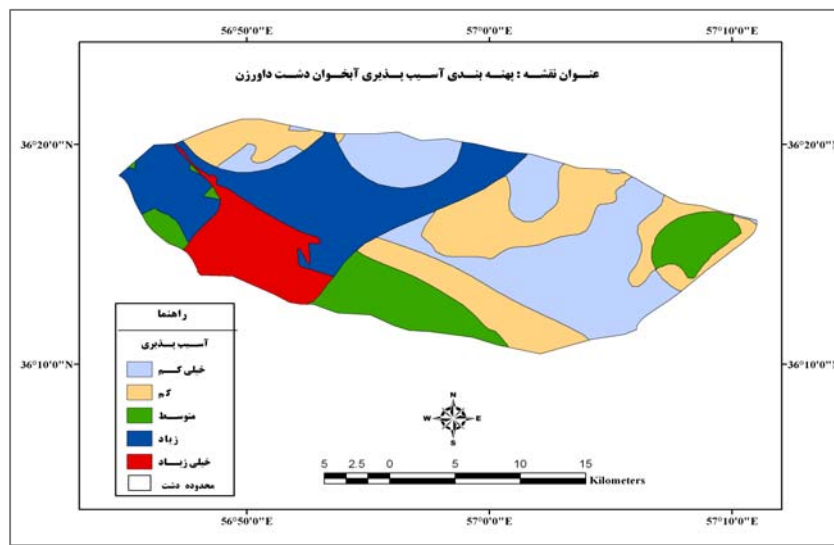 56°50'0"E 57°0'0"E 57°10'0"E
عنوان نقشه : پهنه بندی آسیب پذیری آبخوان دشت داورزن
36°20'0"N 36°20'0"N
راهنما
آسیب پذیری
خیلی کم
کم
متوسط
زیاد
خیلی زیاد
محدوده دشت
36°10'0"N 36°10'0"N
N
W E
S
5 2.5 0 5 10 15
Kilometers
56°50'0"E 57°0'0"E 57°10'0"E